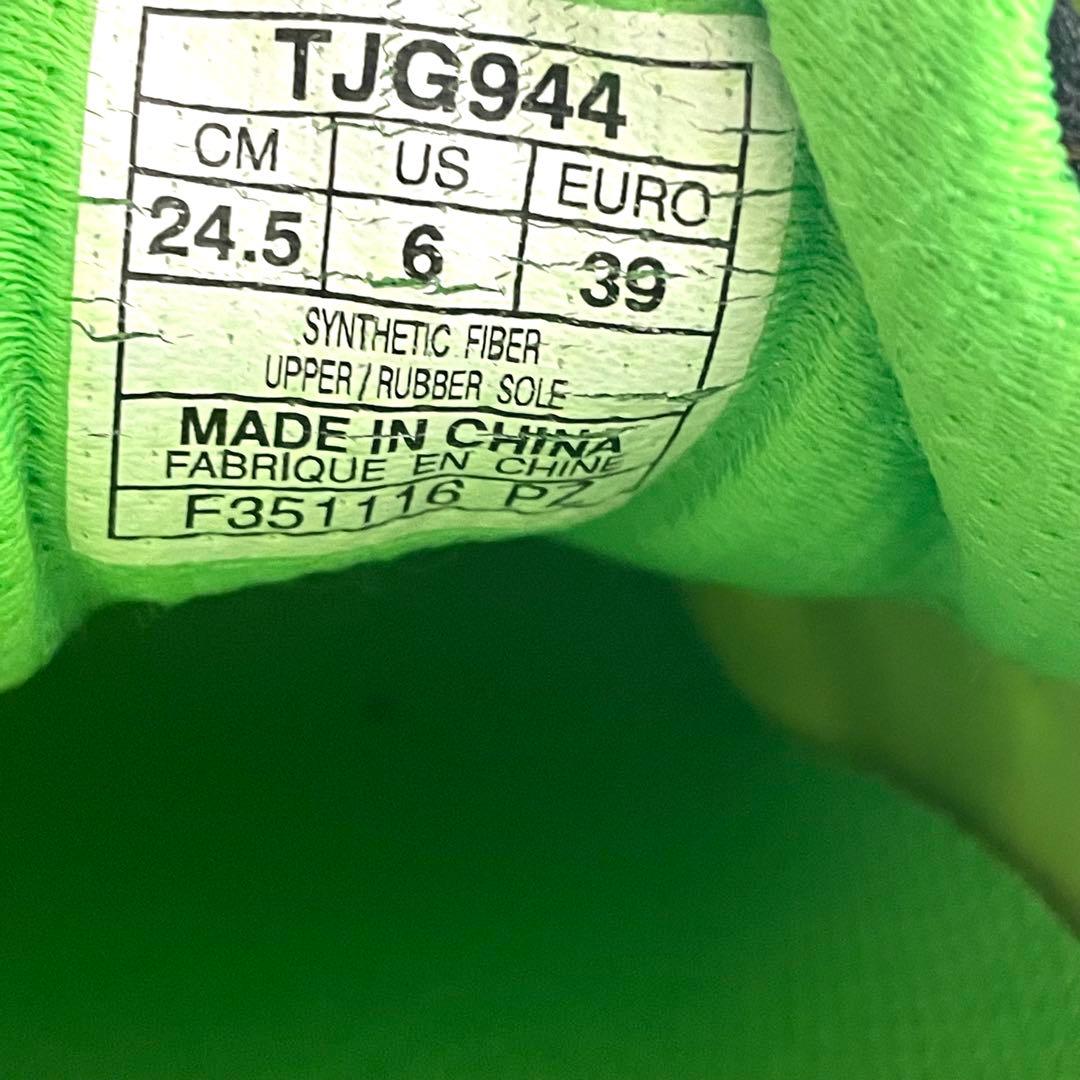 TJG944
CM US EURO
24.5 6 39
SYNTHETIC FIBER
UPPER/RUBBER SOLE
MADE IN CHINA
FABRIQUE EN CHINE
F351116 PZ